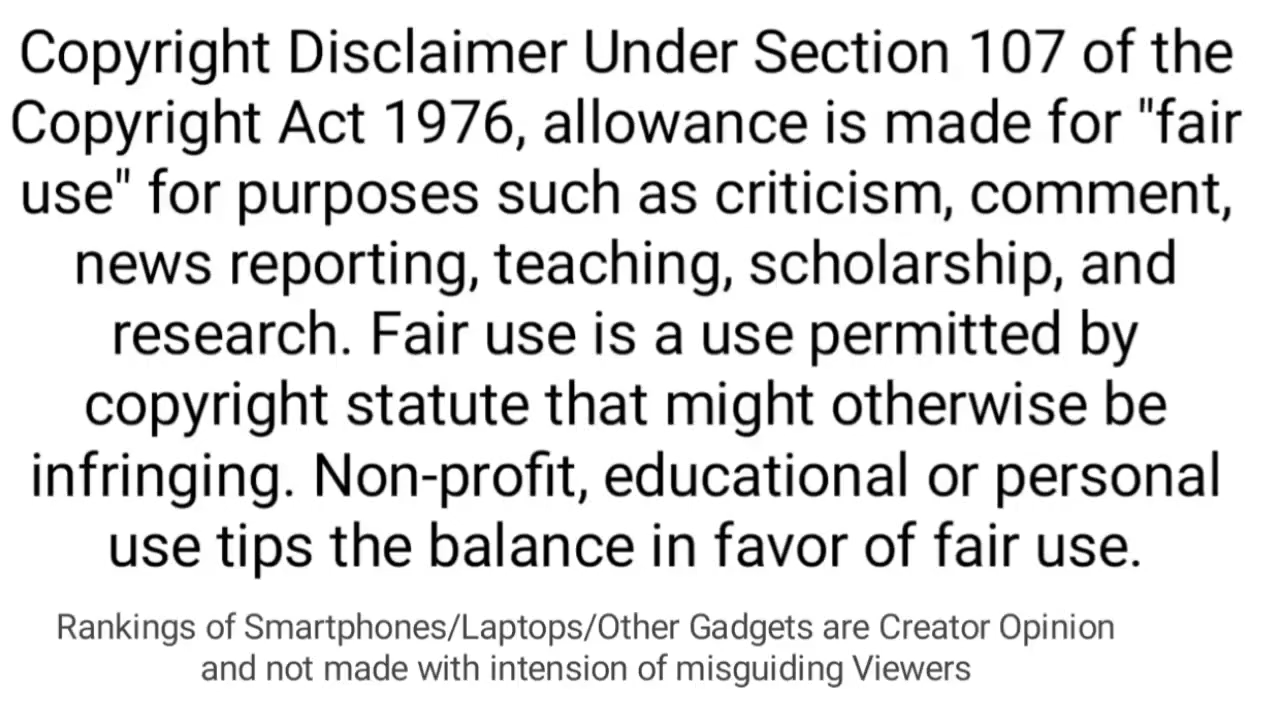 Copyright Disclaimer Under Section 107 of the
Copyright Act 1976, allowance is made for "fair
use" for purposes such as criticism, comment,
news reporting, teaching, scholarship, and
research. Fair use is a use permitted by
copyright statute that might otherwise be
infringing. Non-profit, educational or personal
use tips the balance in favor of fair use.
Rankings of Smartphones/Laptops/Other Gadgets are Creator Opinion
and not made with intension of misguiding Viewers